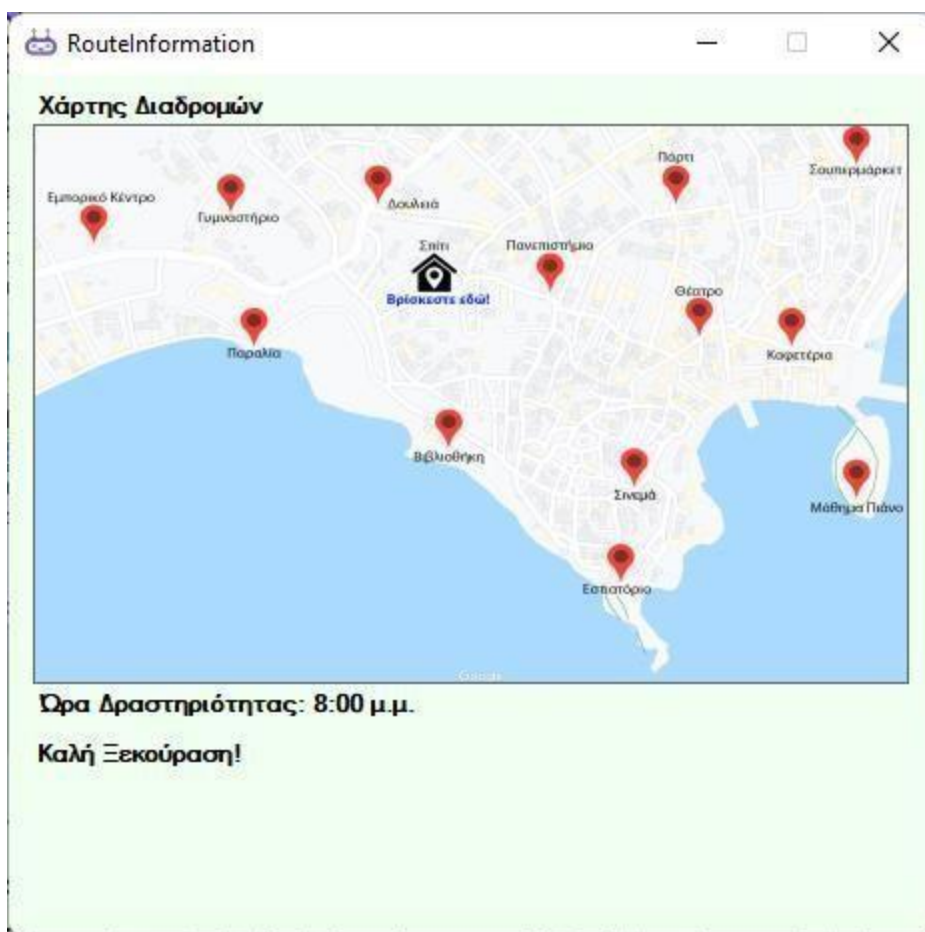 RouteInformation
Χάρτης Διαδρομών
Πάρτι
Σουπερμάρκετ
Εμπορικό Κέντρο
Γυμναστήριο
Δουλειά
Σπίτι
Πανεπιστήμιο
Βρίσκεστε εδώ!
Θέατρο
Παραλία
Καφετέρια
Βιβλιοθήκη
Σινεμά
Μάθημα Πιάνο
Εστιατόριο
Google
Ώρα Δραστηριότητας: 8:00 μ.μ.
Καλή Ξεκούραση!